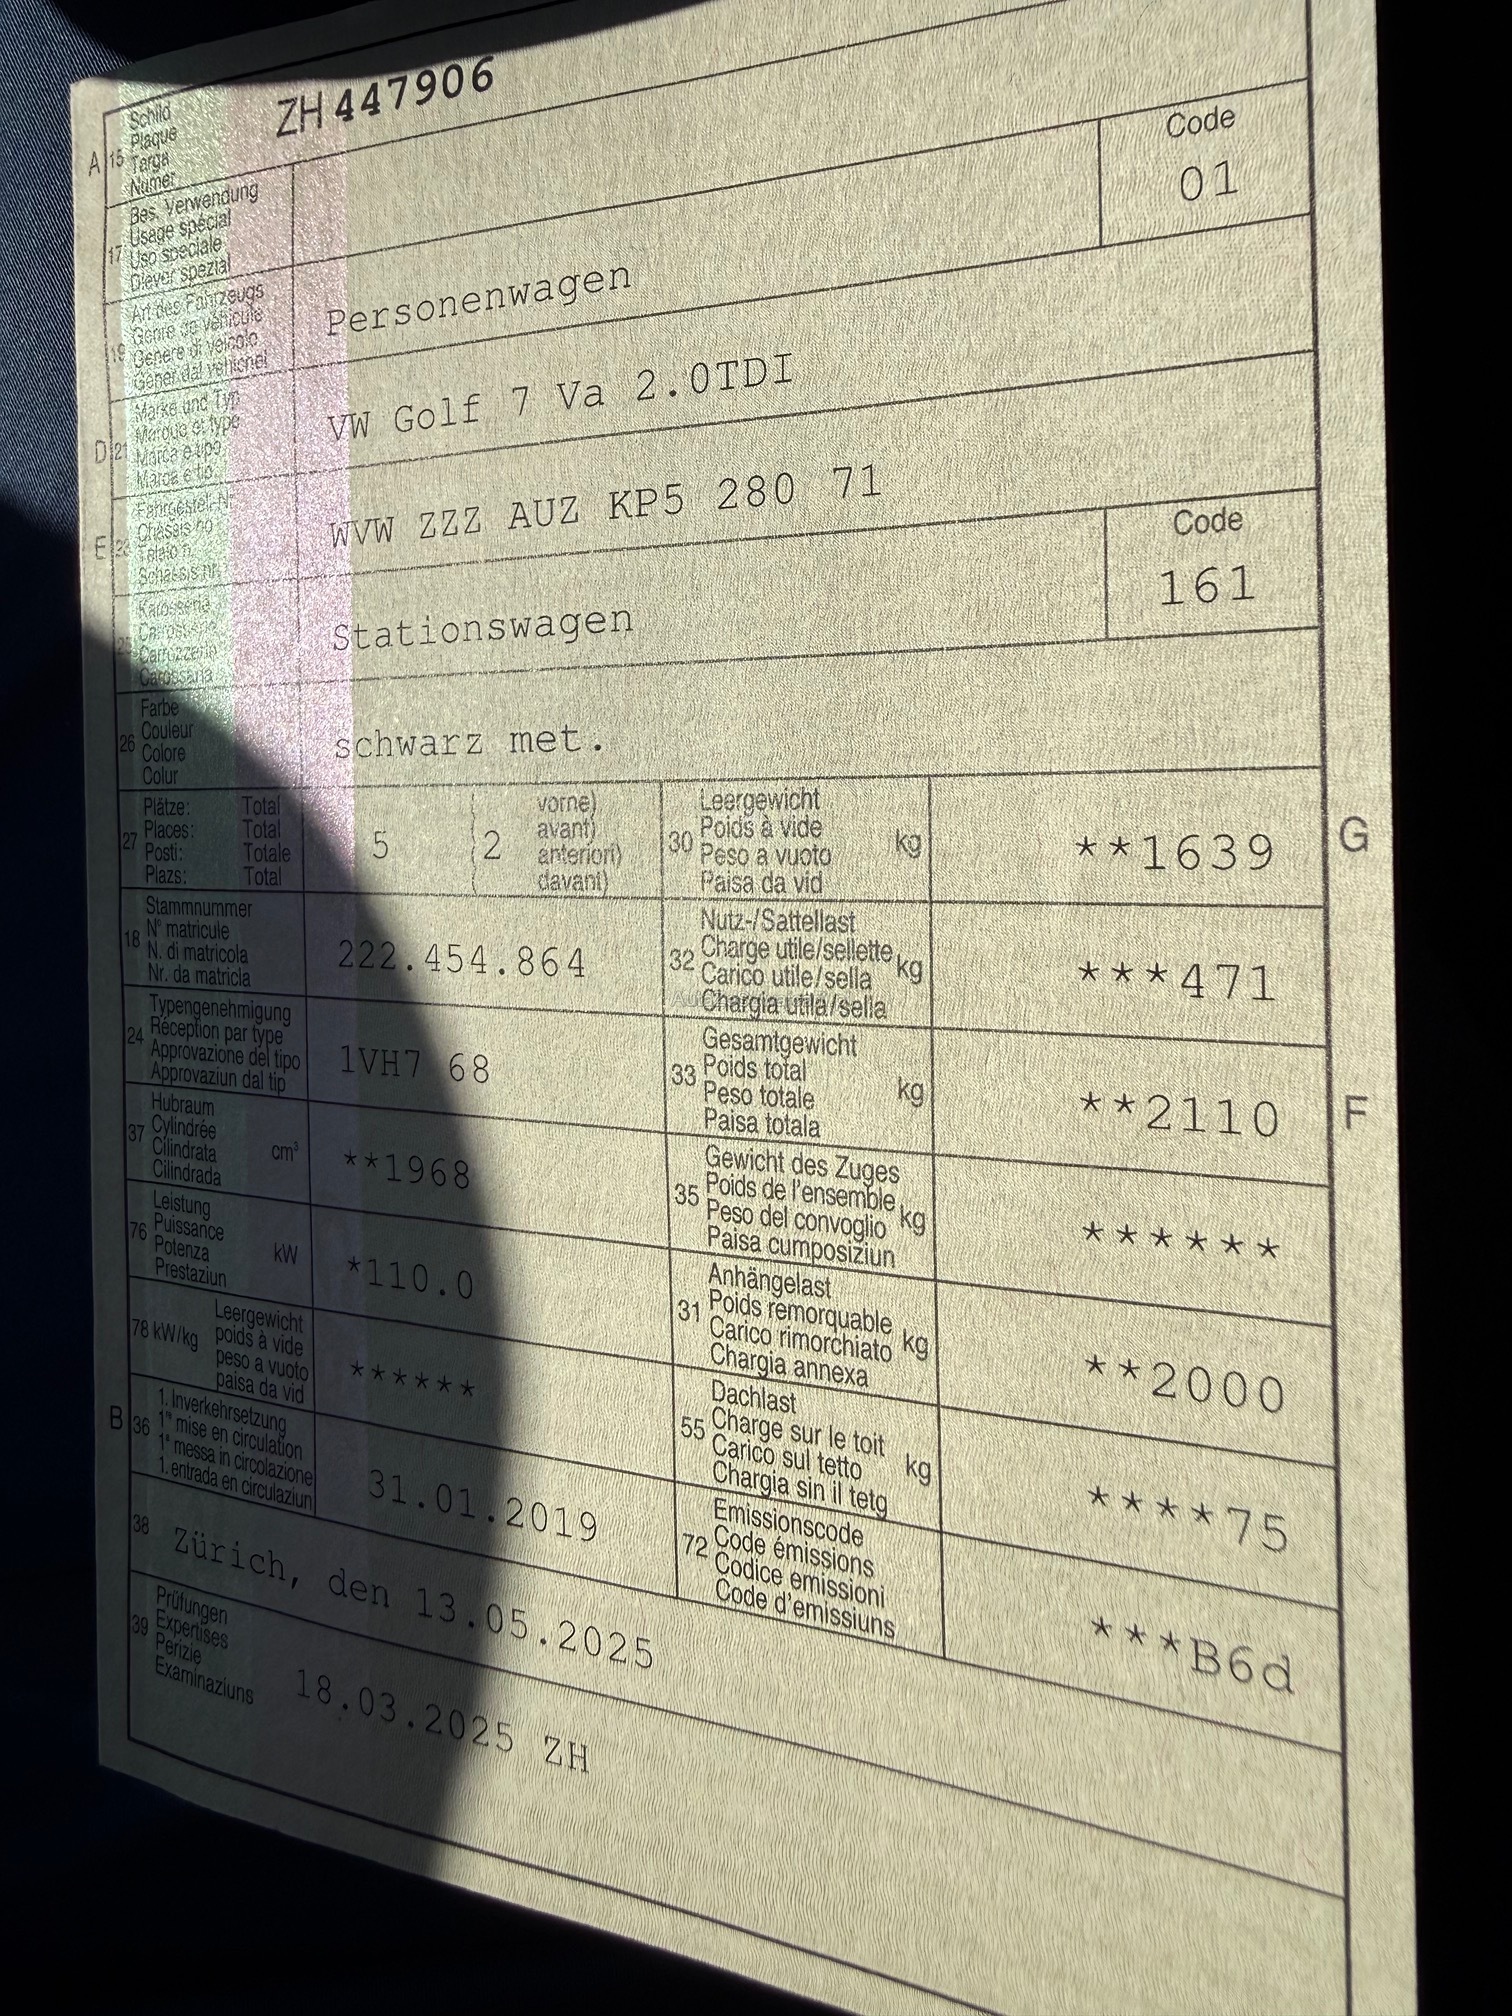 A 15 Schild
Plaque
Targa
Numer
ZH 447906
17 Bes. Verwendung
Usage spécial
Uso speciale
Diever spezial
19 Art des Fahrzeugs
Genre de véhicule
Genere di veicolo
Gener dal vehichel
Personenwagen
Code
01
D 21 Marke und Typ
Marque et type
Marca e tipo
Marca e tip
VW Golf 7 Va 2.0TDI
E 23 Fahrgestell-Nr.
Châssis no
Telaio n.
Schassis nr.
WVW ZZZ AUZ KP5 280 71
25 Karosserie
Carrosserie
Carrozzeria
Carossaria
Stationswagen
Code
161
26 Farbe
Couleur
Colore
Colur
schwarz met.
27 Plätze: Total
Places: Total
Posti: Totale
Plazs: Total
5 ( 2 vorne)
( avant)
( anteriori)
( davant)
30 Leergewicht
Poids à vide
Peso a vuoto
Paisa da vid
kg
**1639
G
18 Stammnummer
N° matricule
N. di matricola
Nr. da matricla
222.454.864
32 Nutz-/Sattellast
Charge utile/sellette
Carico utile/sella
Chargia utila/sella
kg
***471
24 Typengenehmigung
Réception par type
Approvazione del tipo
Approvaziun dal tip
1VH7 68
33 Gesamtgewicht
Poids total
Peso totale
Paisa totala
kg
**2110
F
37 Hubraum
Cylindrée
Cilindrata
Cilindrada
cm³
**1968
35 Gewicht des Zuges
Poids de l'ensemble
Peso del convoglio
Paisa cumposiziun
kg
******
76 Leistung
Puissance
Potenza
Prestaziun
kW
*110.0
31 Anhängelast
Poids remorquable
Carico rimorchiato
Chargia annexa
kg
**2000
78 kW/kg Leergewicht
poids à vide
peso a vuoto
paisa da vid
******
55 Dachlast
Charge sur le toit
Carico sul tetto
Chargia sin il tetg
kg
****75
B 36 1. Inverkehrsetzung
1re mise en circulation
1a messa in circolazione
1. entrada en circulaziun
31.01.2019
72 Emissionscode
Code émissions
Codice emissioni
Code d'emissiuns
***B6d
38 Zürich, den 13.05.2025
39 Prüfungen
Expertises
Perizie
Examinaziuns
18.03.2025 ZH